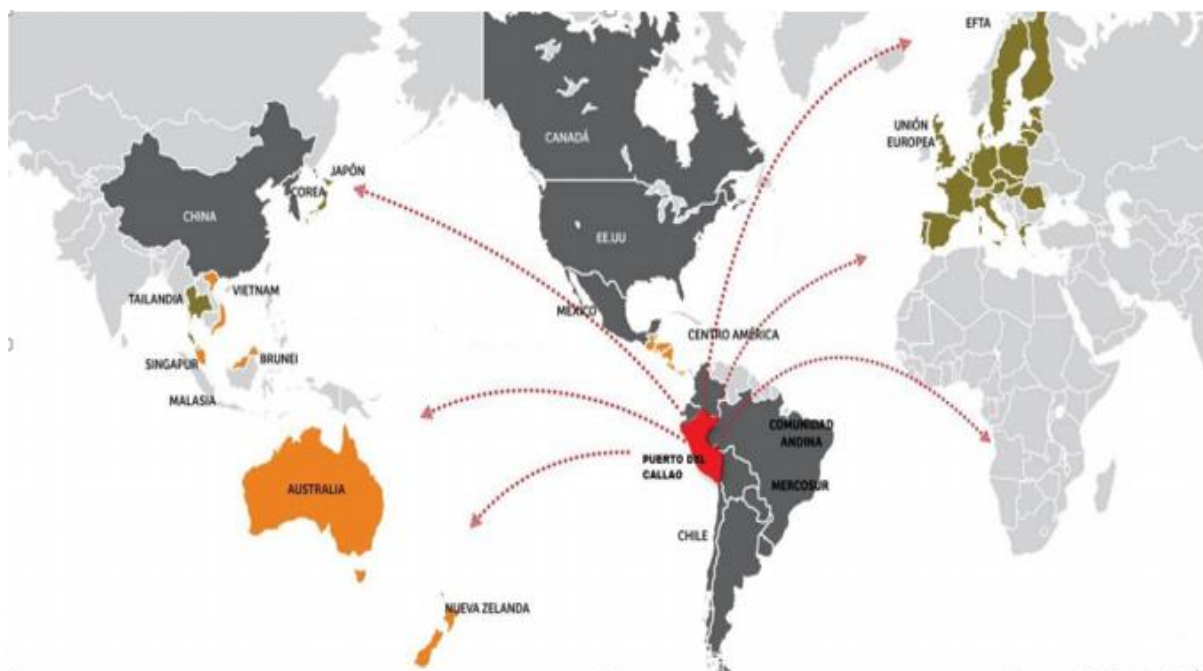 EFTA
UNIÓN
EUROPEA
CANADÁ
JAPÓN
COREA
CHINA
EE.UU
TAILANDIA
VIETNAM
MÉXICO
CENTRO AMÉRICA
SINGAPUR
BRUNEI
MALASIA
COMUNIDAD
ANDINA
PUERTO DEL
CALLAO
MERCOSUR
AUSTRALIA
CHILE
NUEVA ZELANDA